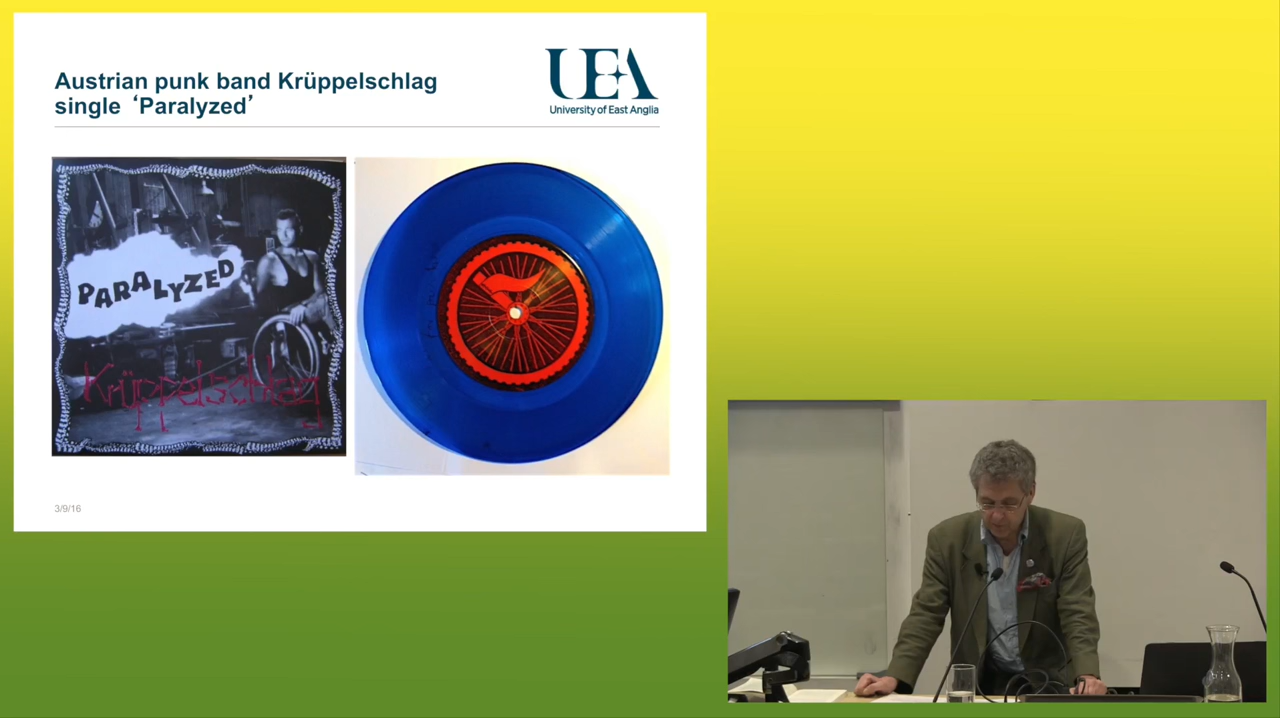 Austrian punk band Krüppelschlag
single ‘Paralyzed’
UEA
University of East Anglia
PARALYZED
Krüppelschlag
3/9/16